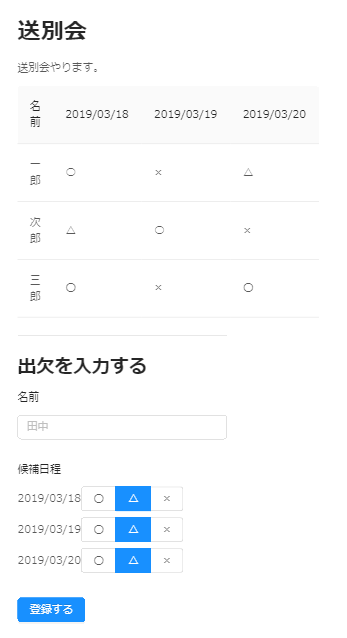 送別会
送別会やります。
名前 2019/03/18 2019/03/19 2019/03/20
一郎 ○ × △
次郎 △ ○ ×
三郎 ○ × ○
出欠を入力する
名前
田中
候補日程
2019/03/18 ○ △ ×
2019/03/19 ○ △ ×
2019/03/20 ○ △ ×
登録する